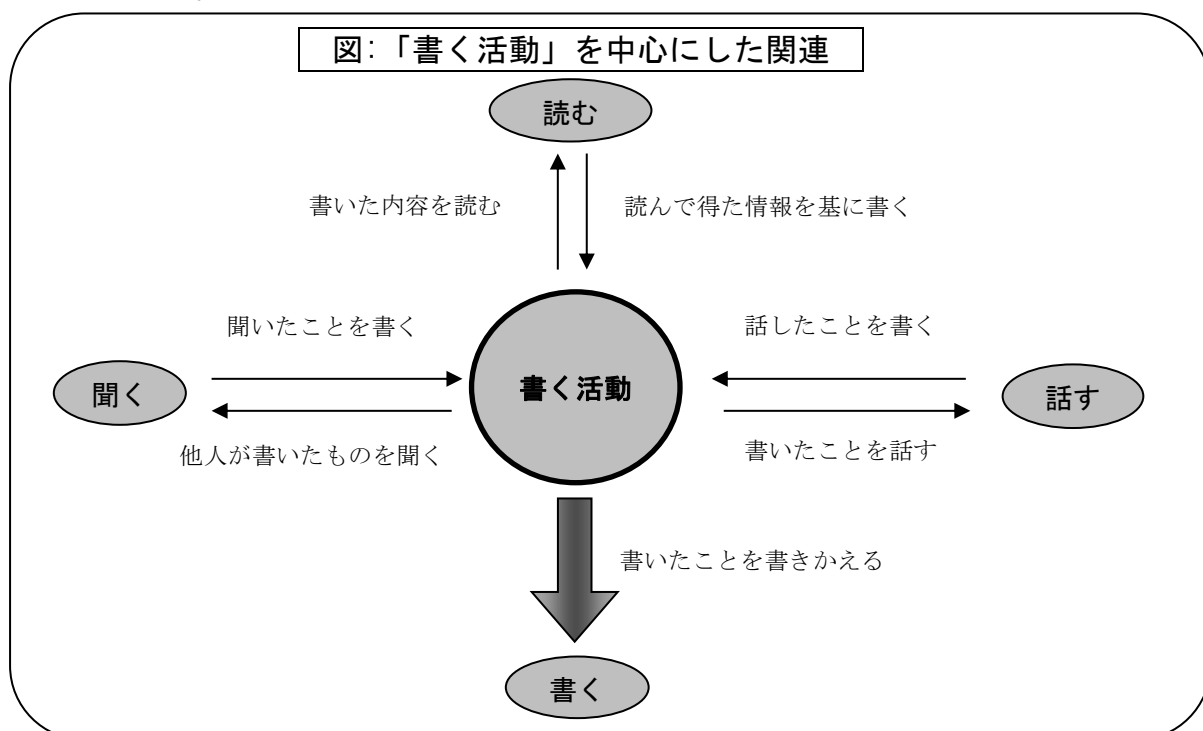 図:「書く活動」を中心にした関連
読む
書いた内容を読む
読んで得た情報を基に書く
聞いたことを書く
話したことを書く
聞く
書く活動
話す
他人が書いたものを聞く
書いたことを話す
書いたことを書きかえる
書く